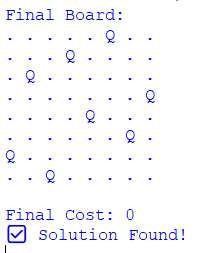 Final Board:
. . . . . Q . .
. . . Q . . . .
. Q . . . . . .
. . . . . . . Q
. . . . Q . . .
. . . . . . Q .
Q . . . . . . .
. . Q . . . . .
Final Cost: 0
☑ Solution Found!